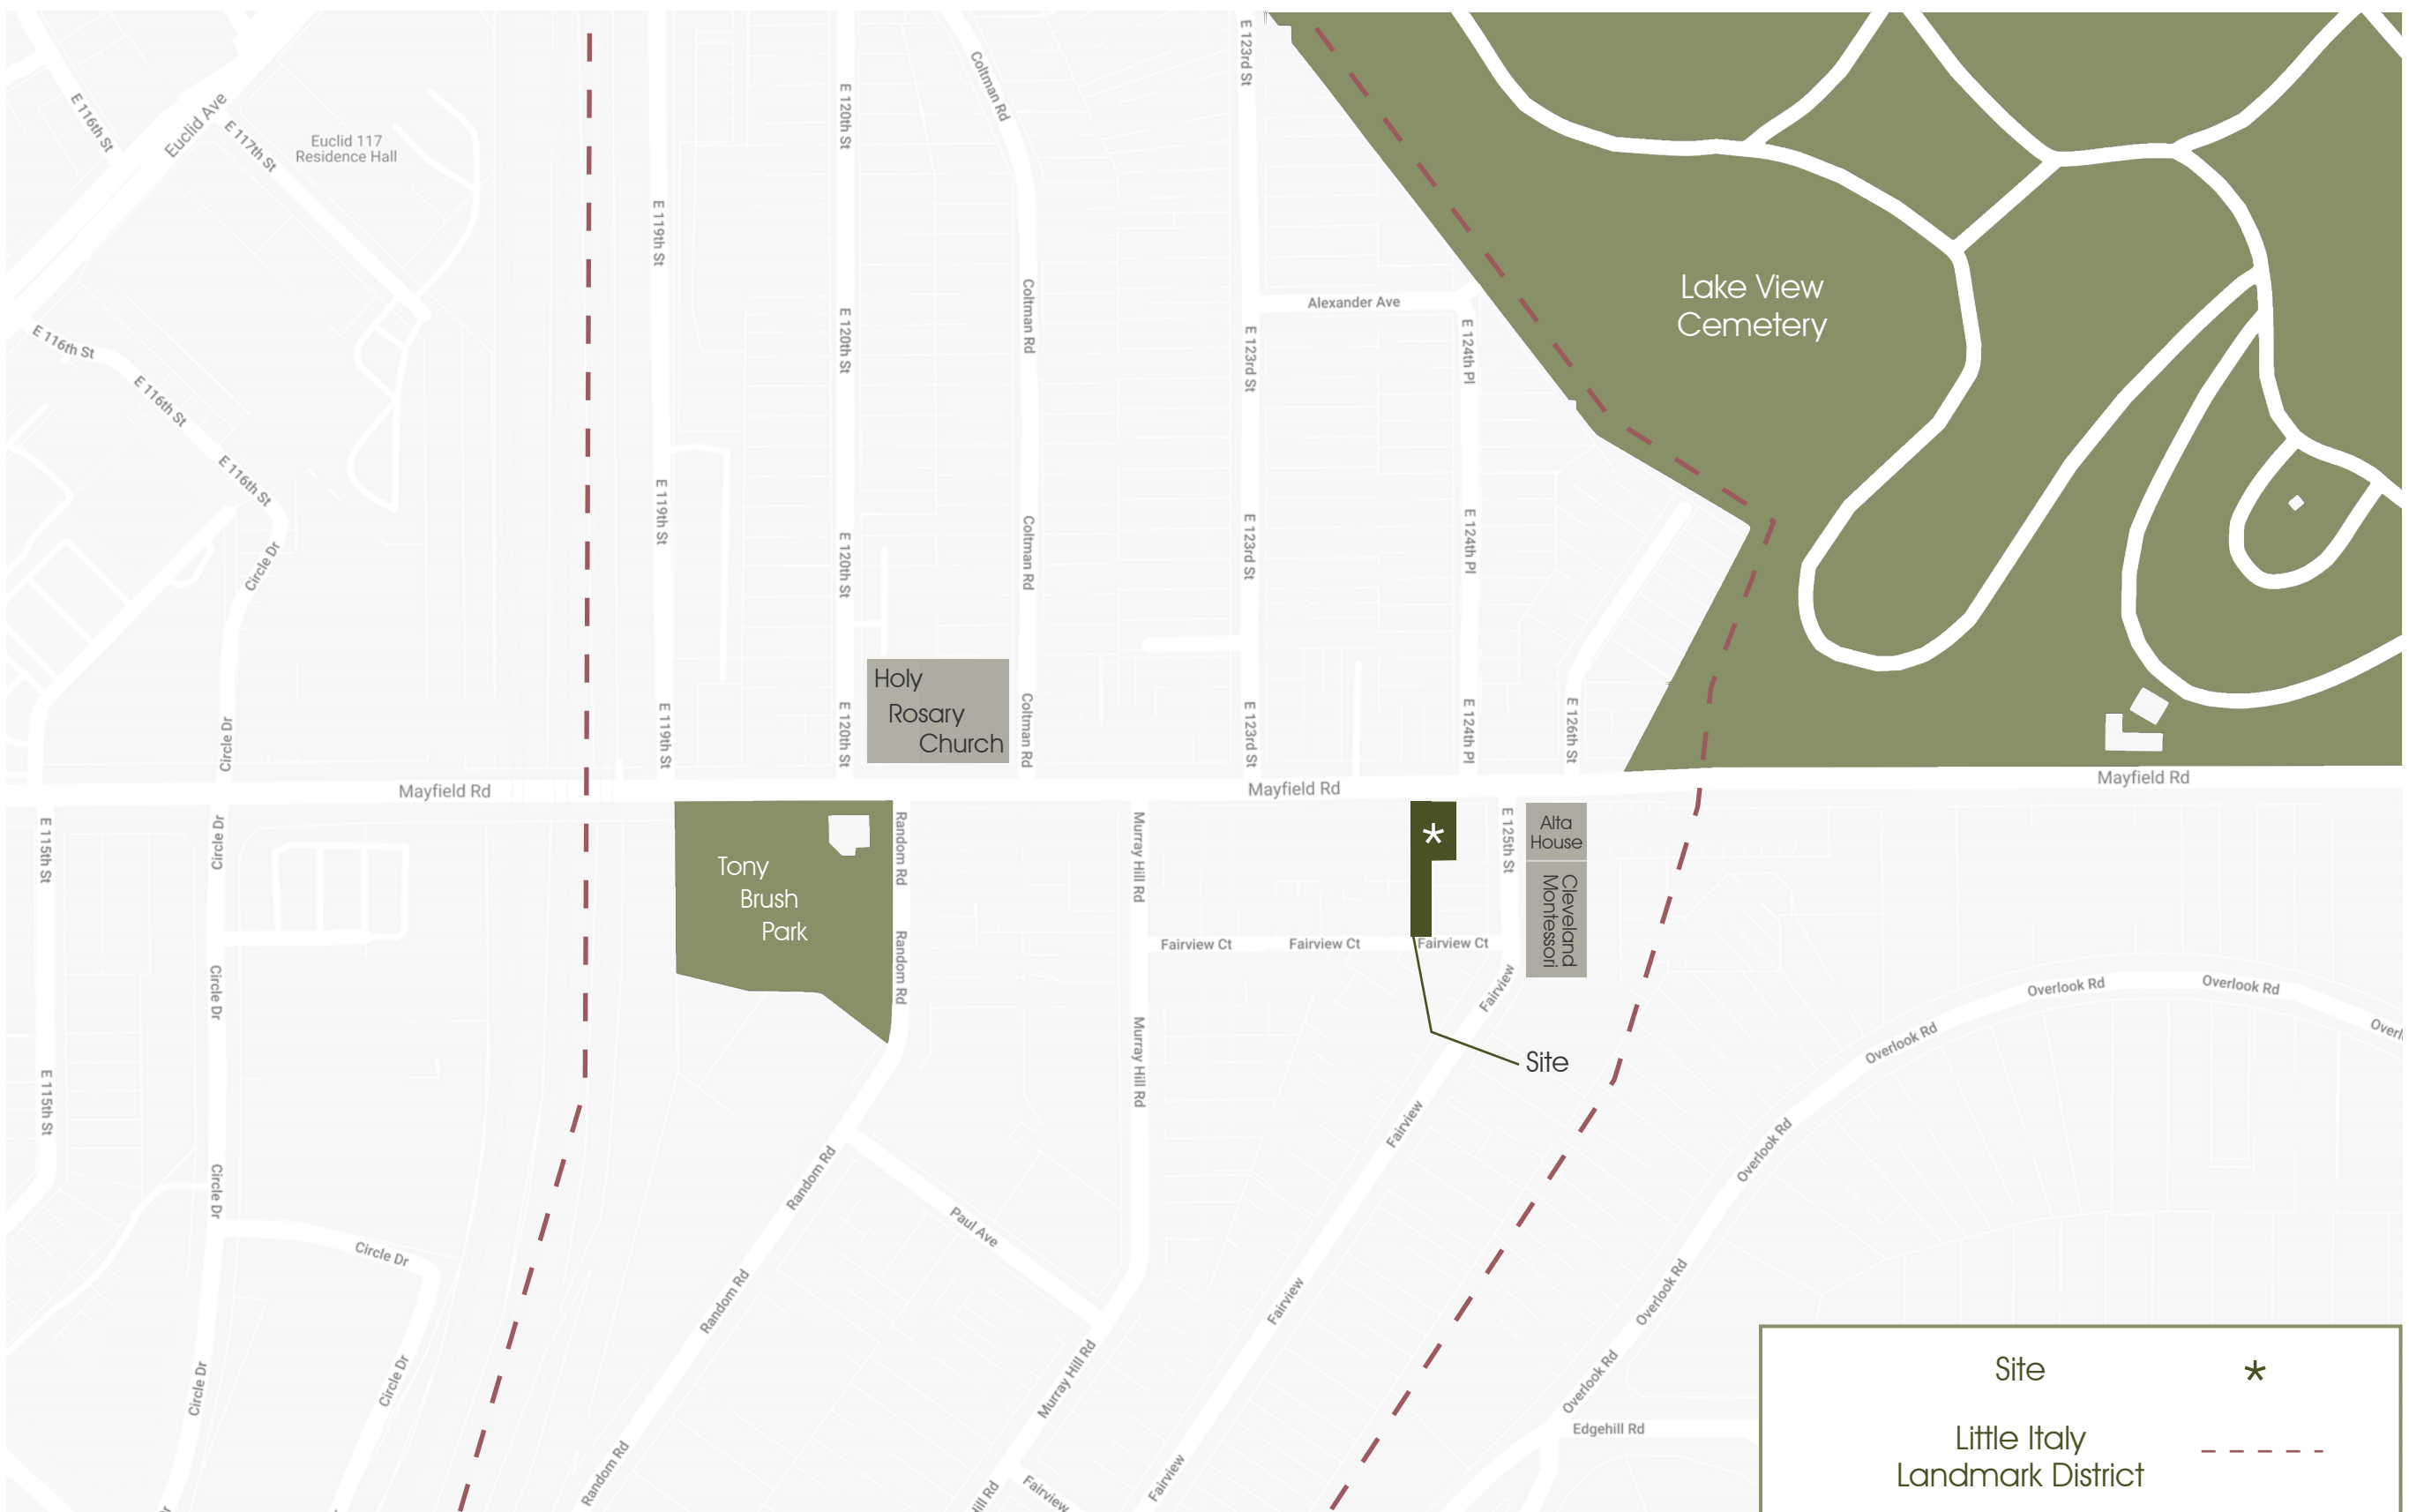 E 116th St
Euclid Ave
E 117th St
Euclid 117
Residence Hall
E 119th St
E 120th St
Coltman Rd
E 123rd St
E 116th St
E 116th St
E 116th St
Circle Dr
Circle Dr
E 119th St
E 119th St
E 120th St
E 120th St
E 120th St
Coltman Rd
Coltman Rd
Coltman Rd
E 123rd St
E 123rd St
E 123rd St
Alexander Ave
E 124th Pl
E 124th Pl
E 124th Pl
E 126th St
Lake View
Cemetery
Holy
Rosary
Church
Mayfield Rd
Mayfield Rd
Mayfield Rd
E 115th St
E 115th St
Circle Dr
Circle Dr
Circle Dr
Circle Dr
Circle Dr
Circle Dr
Tony
Brush
Park
Random Rd
Random Rd
Random Rd
Random Rd
Random Rd
Murray Hill Rd
Murray Hill Rd
Murray Hill Rd
Hill Rd
Paul Ave
Fairview Ct
Fairview Ct
Fairview Ct
*
E 125th St
Alta
House
Cleveland
Montessori
Fairview
Fairview
Fairview
Fairview
Fairview
Site
Overlook Rd
Overlook Rd
Overlook Rd
Overlook Rd
Overlook Rd
Overlook Rd
Overl
Edgehill Rd
Site *
Little Italy
Landmark District